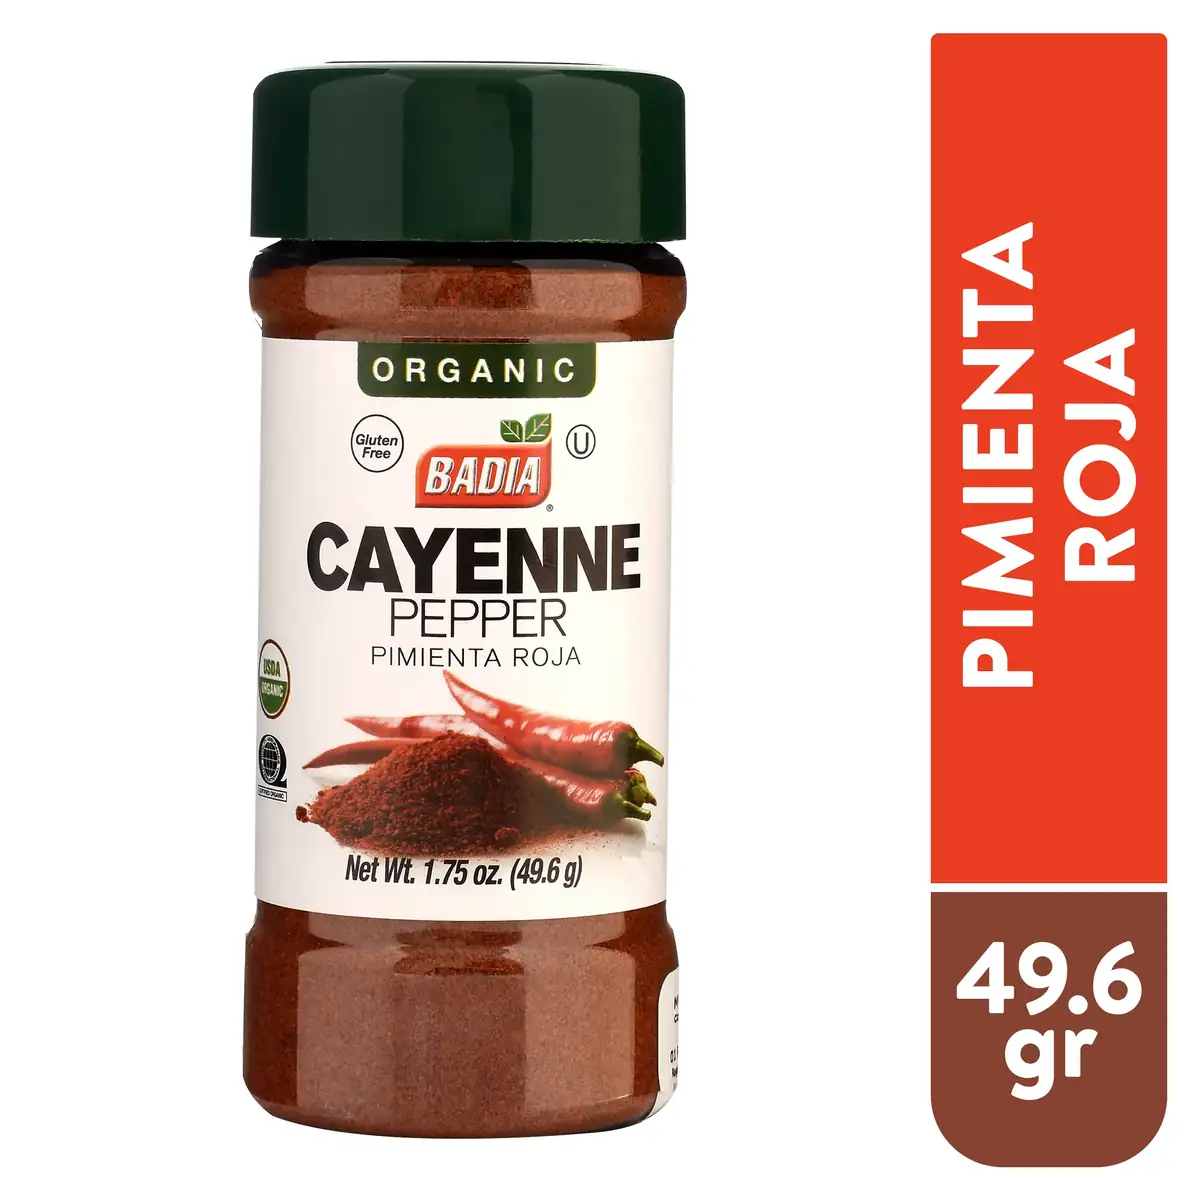 ORGANIC
Gluten
Free
BADIA
®
U
CAYENNE
PEPPER
PIMIENTA ROJA
USDA
ORGANIC
Net Wt. 1.75 oz. (49.6 g)
PIMIENTA
ROJA
49.6
gr